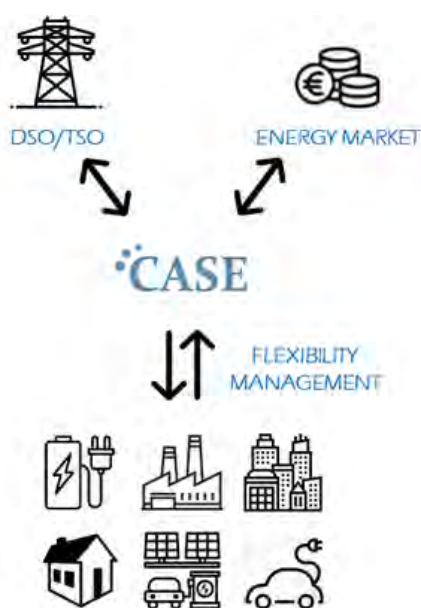 DSO/TSO
ENERGY MARKET
CASE
FLEXIBILITY
MANAGEMENT